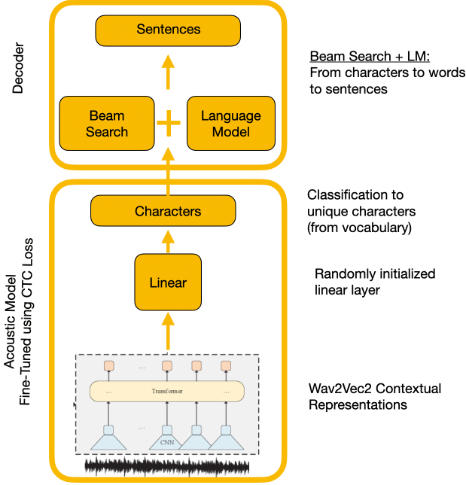 Decoder
Sentences
Beam
Search
+
Language
Model
Beam Search + LM:
From characters to words
to sentences
Acoustic Model
Fine-Tuned using CTC Loss
Characters
Classification to
unique characters
(from vocabulary)
Linear
Randomly initialized
linear layer
... ...
Transformer
... ...
CNN
Wav2Vec2 Contextual
Representations